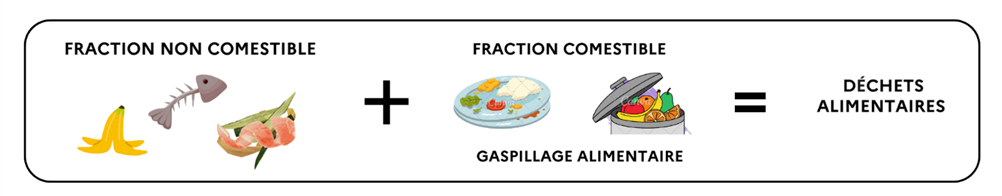 FRACTION NON COMESTIBLE
+
FRACTION COMESTIBLE
GASPILLAGE ALIMENTAIRE
=
DÉCHETS
ALIMENTAIRES